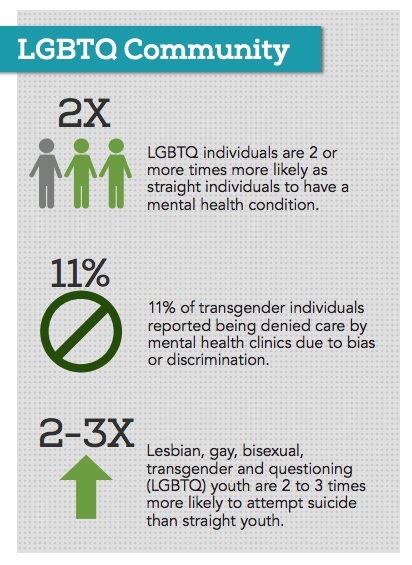 LGBTQ Community
2X
LGBTQ individuals are 2 or
more times more likely as
straight individuals to have a
mental health condition.
11%
11% of transgender individuals
reported being denied care by
mental health clinics due to bias
or discrimination.
2-3X
Lesbian, gay, bisexual,
transgender and questioning
(LGBTQ) youth are 2 to 3 times
more likely to attempt suicide
than straight youth.